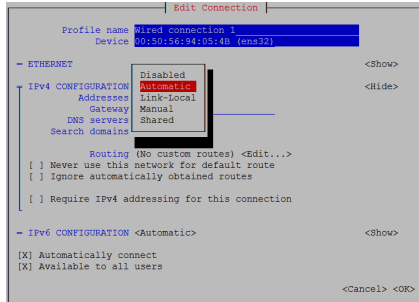 Edit Connection
Profile name Wired connection 1
Device 00:50:56:94:05:4B (ens32)
= ETHERNET <Show>
Disabled
= IPv4 CONFIGURATION Automatic <Hide>
Addresses Link-Local
Gateway Manual
DNS servers Shared
Search domains
Routing (No custom routes) <Edit...>
[ ] Never use this network for default route
[ ] Ignore automatically obtained routes
[ ] Require IPv4 addressing for this connection
= IPv6 CONFIGURATION <Automatic> <Show>
[X] Automatically connect
[X] Available to all users
<Cancel> <OK>